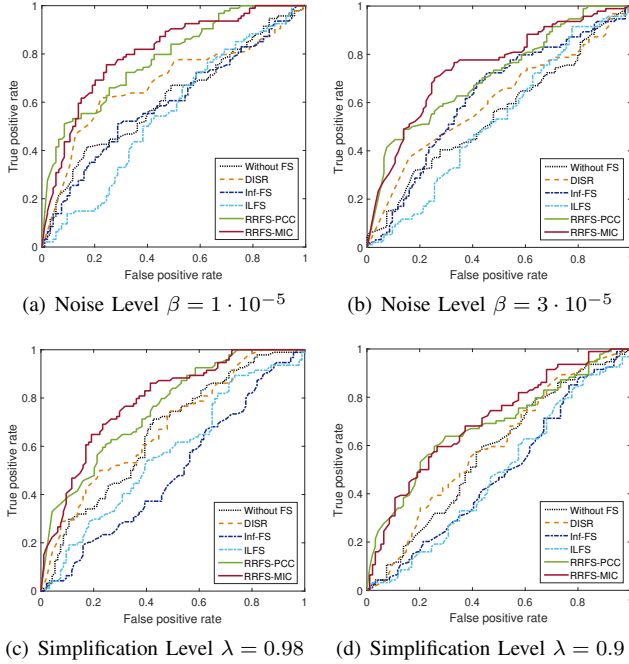 1
0.8
0.6
0.4
0.2
0
True positive rate
0 0.2 0.4 0.6 0.8 1
False positive rate
Without FS
DISR
Inf-FS
ILFS
RRFS-PCC
RRFS-MIC
(a) Noise Level β = 1 · 10⁻⁵
1
0.8
0.6
0.4
0.2
0
True positive rate
0 0.2 0.4 0.6 0.8 1
False positive rate
Without FS
DISR
Inf-FS
ILFS
RRFS-PCC
RRFS-MIC
(b) Noise Level β = 3 · 10⁻⁵
1
0.8
0.6
0.4
0.2
0
True positive rate
0 0.2 0.4 0.6 0.8 1
False positive rate
Without FS
DISR
Inf-FS
ILFS
RRFS-PCC
RRFS-MIC
(c) Simplification Level λ = 0.98
1
0.8
0.6
0.4
0.2
0
True positive rate
0 0.2 0.4 0.6 0.8 1
False positive rate
Without FS
DISR
Inf-FS
ILFS
RRFS-PCC
RRFS-MIC
(d) Simplification Level λ = 0.9